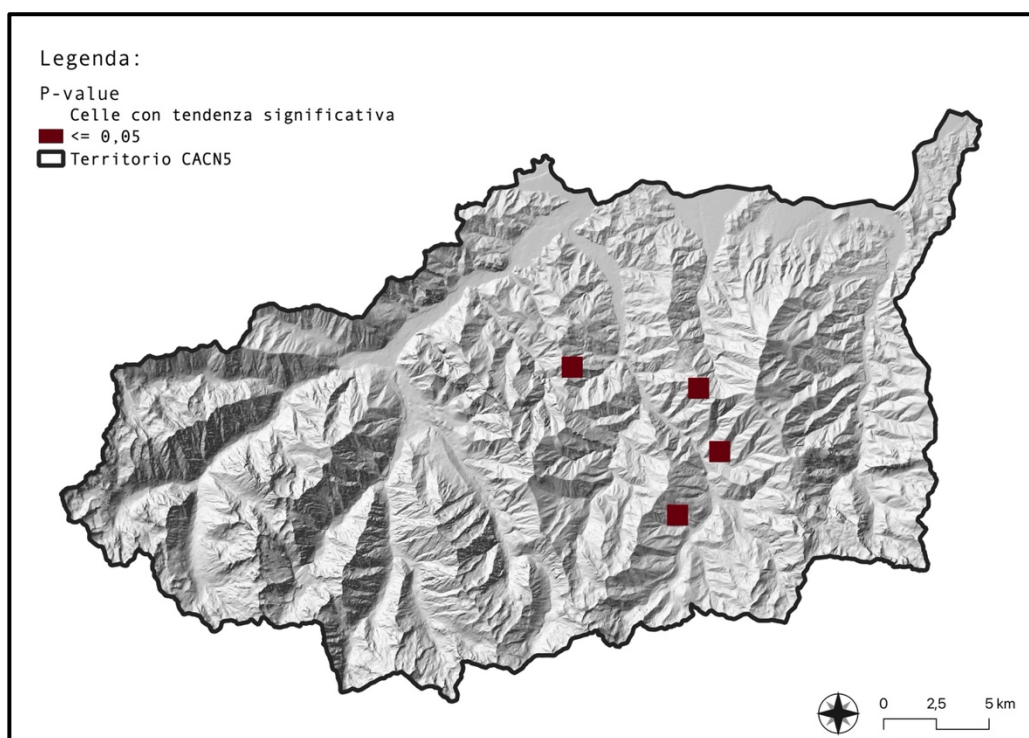 Legenda:
P-value
Celle con tendenza significativa
<= 0,05
Territorio CACN5
0 2,5 5 km